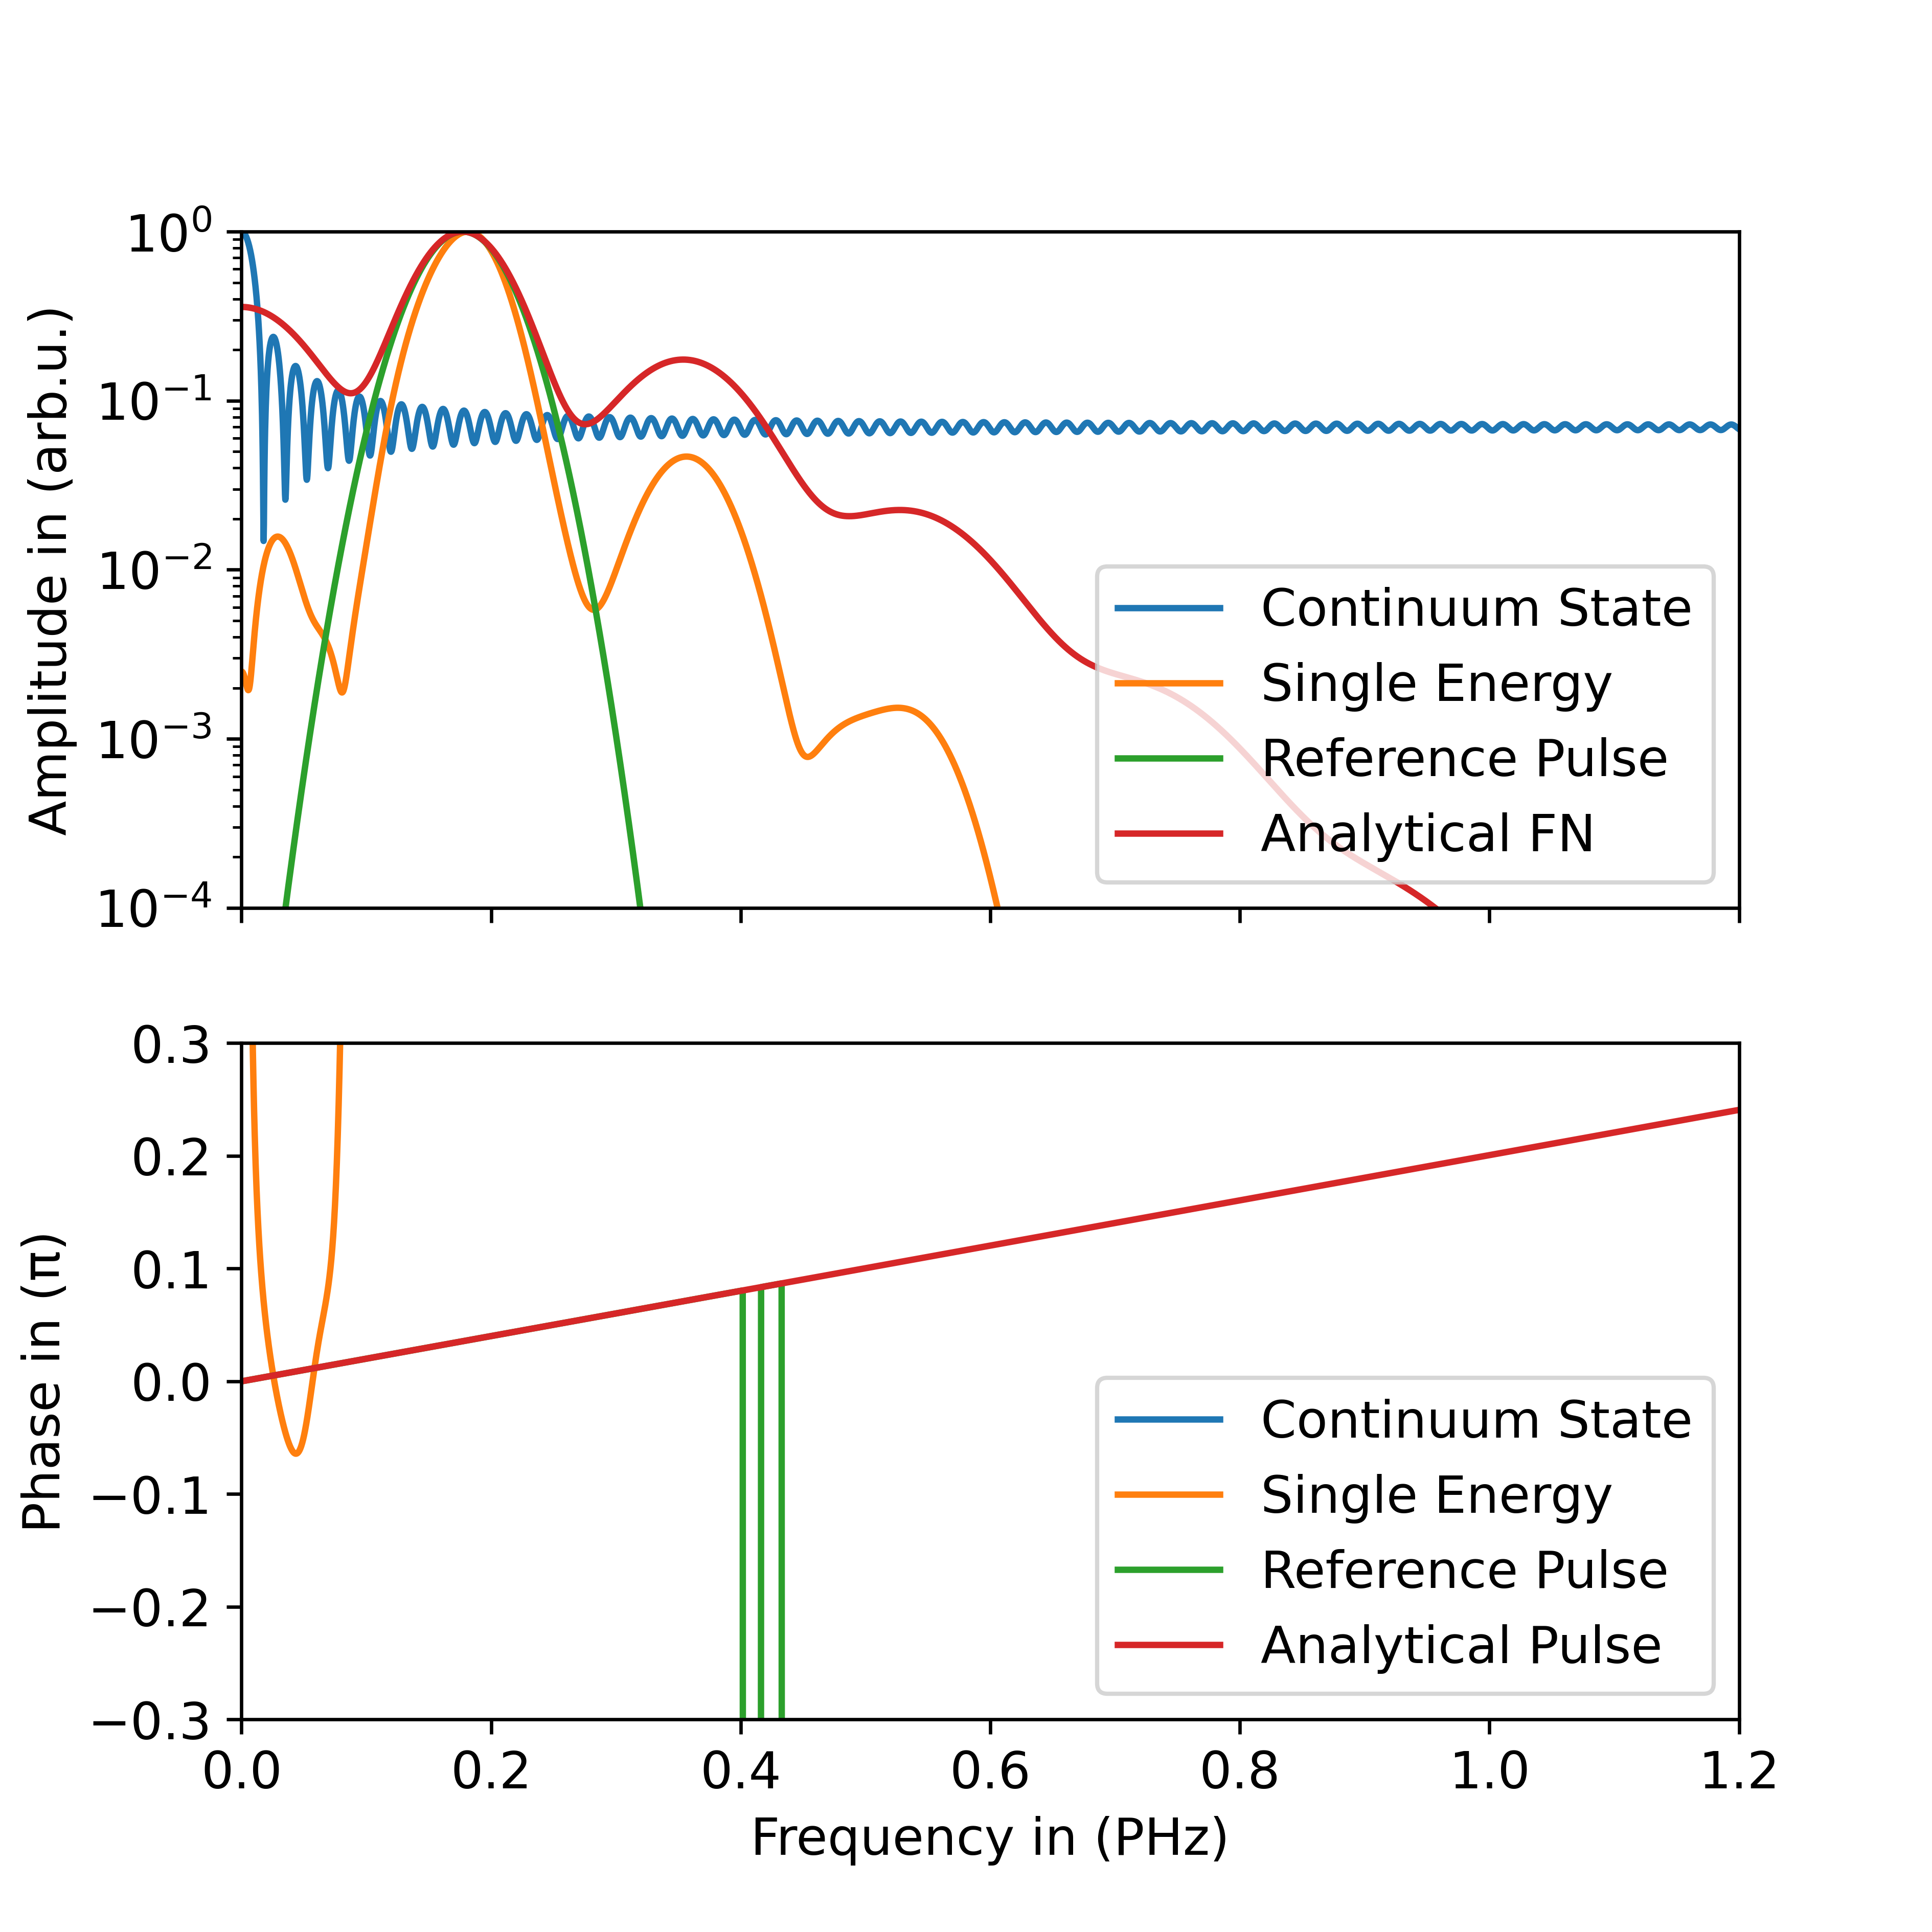 10⁰
10⁻¹
10⁻²
10⁻³
10⁻⁴
Amplitude in (arb.u.)
Continuum State
Single Energy
Reference Pulse
Analytical FN
0.3
0.2
0.1
0.0
−0.1
−0.2
−0.3
Phase in (π)
Continuum State
Single Energy
Reference Pulse
Analytical Pulse
0.0 0.2 0.4 0.6 0.8 1.0 1.2
Frequency in (PHz)